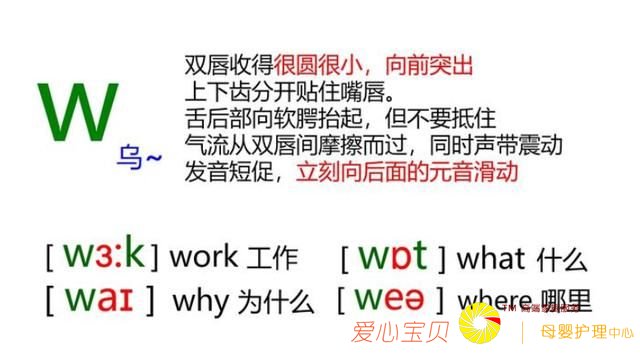 w
乌~
双唇收得很圆很小，向前突出
上下齿分开贴住嘴唇。
舌后部向软腭抬起，但不要抵住
气流从双唇间摩擦而过，同时声带震动
发音短促，立刻向后面的元音滑动
[ wɜːk ] work 工作
[ wɒt ] what 什么
[ waɪ ] why 为什么
[ weə ] where 哪里
爱心宝贝
TM
母婴护理中心